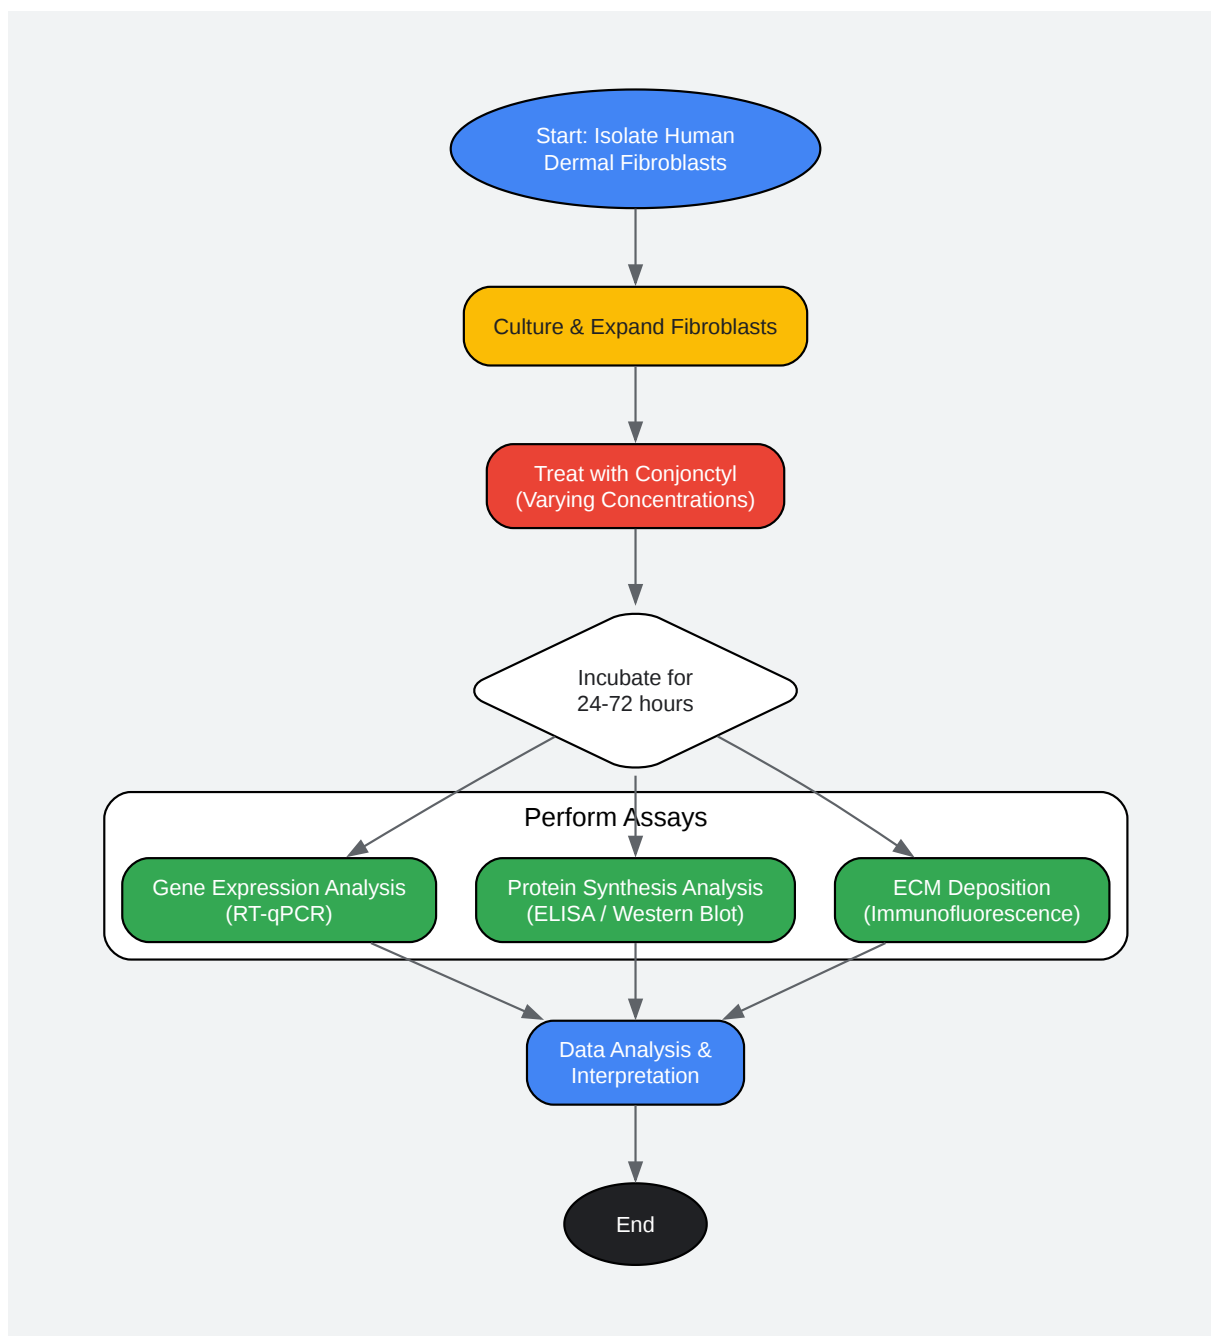 Start: Isolate Human
Dermal Fibroblasts
Culture & Expand Fibroblasts
Treat with Conjonctyl
(Varying Concentrations)
Incubate for
24-72 hours
Perform Assays
Gene Expression Analysis
(RT-qPCR)
Protein Synthesis Analysis
(ELISA / Western Blot)
ECM Deposition
(Immunofluorescence)
Data Analysis &
Interpretation
End